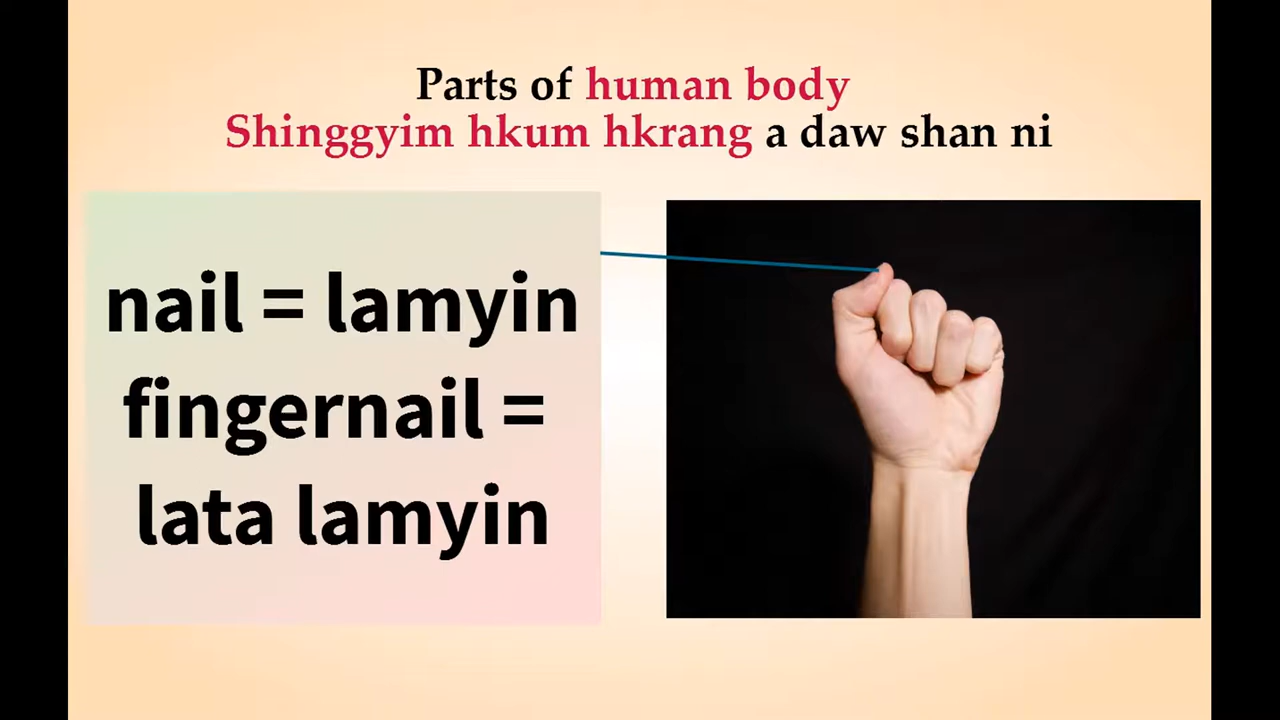 Parts of human body
Shinggyim hkum hkrang a daw shan ni
nail = lamyin
fingernail =
lata lamyin